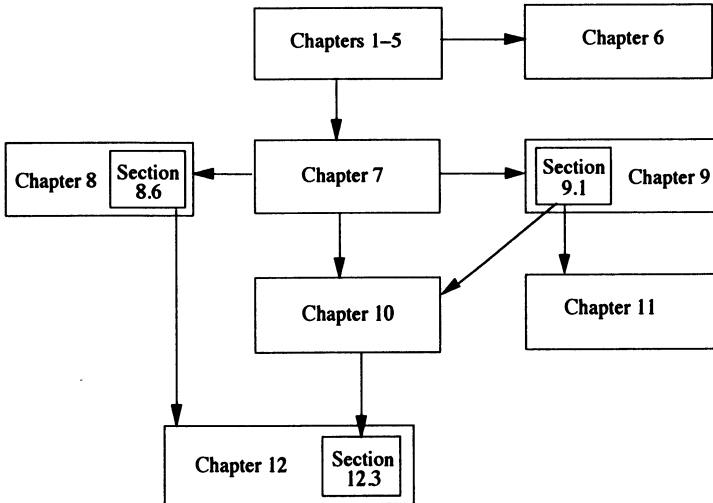 Chapters 1–5
Chapter 6
Chapter 8
Section
8.6
Chapter 7
Section
9.1
Chapter 9
Chapter 10
Chapter 11
Chapter 12
Section
12.3